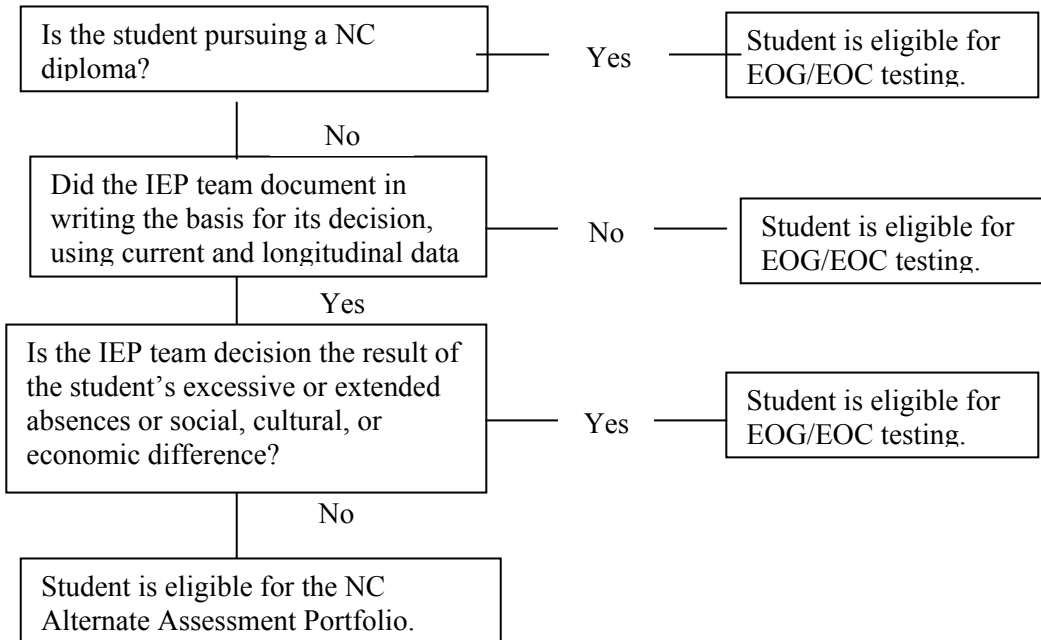 Is the student pursuing a NC
diploma?
Yes
Student is eligible for
EOG/EOC testing.
No
Did the IEP team document in
writing the basis for its decision,
using current and longitudinal data
No
Student is eligible for
EOG/EOC testing.
Yes
Is the IEP team decision the result of
the student’s excessive or extended
absences or social, cultural, or
economic difference?
Yes
Student is eligible for
EOG/EOC testing.
No
Student is eligible for the NC
Alternate Assessment Portfolio.